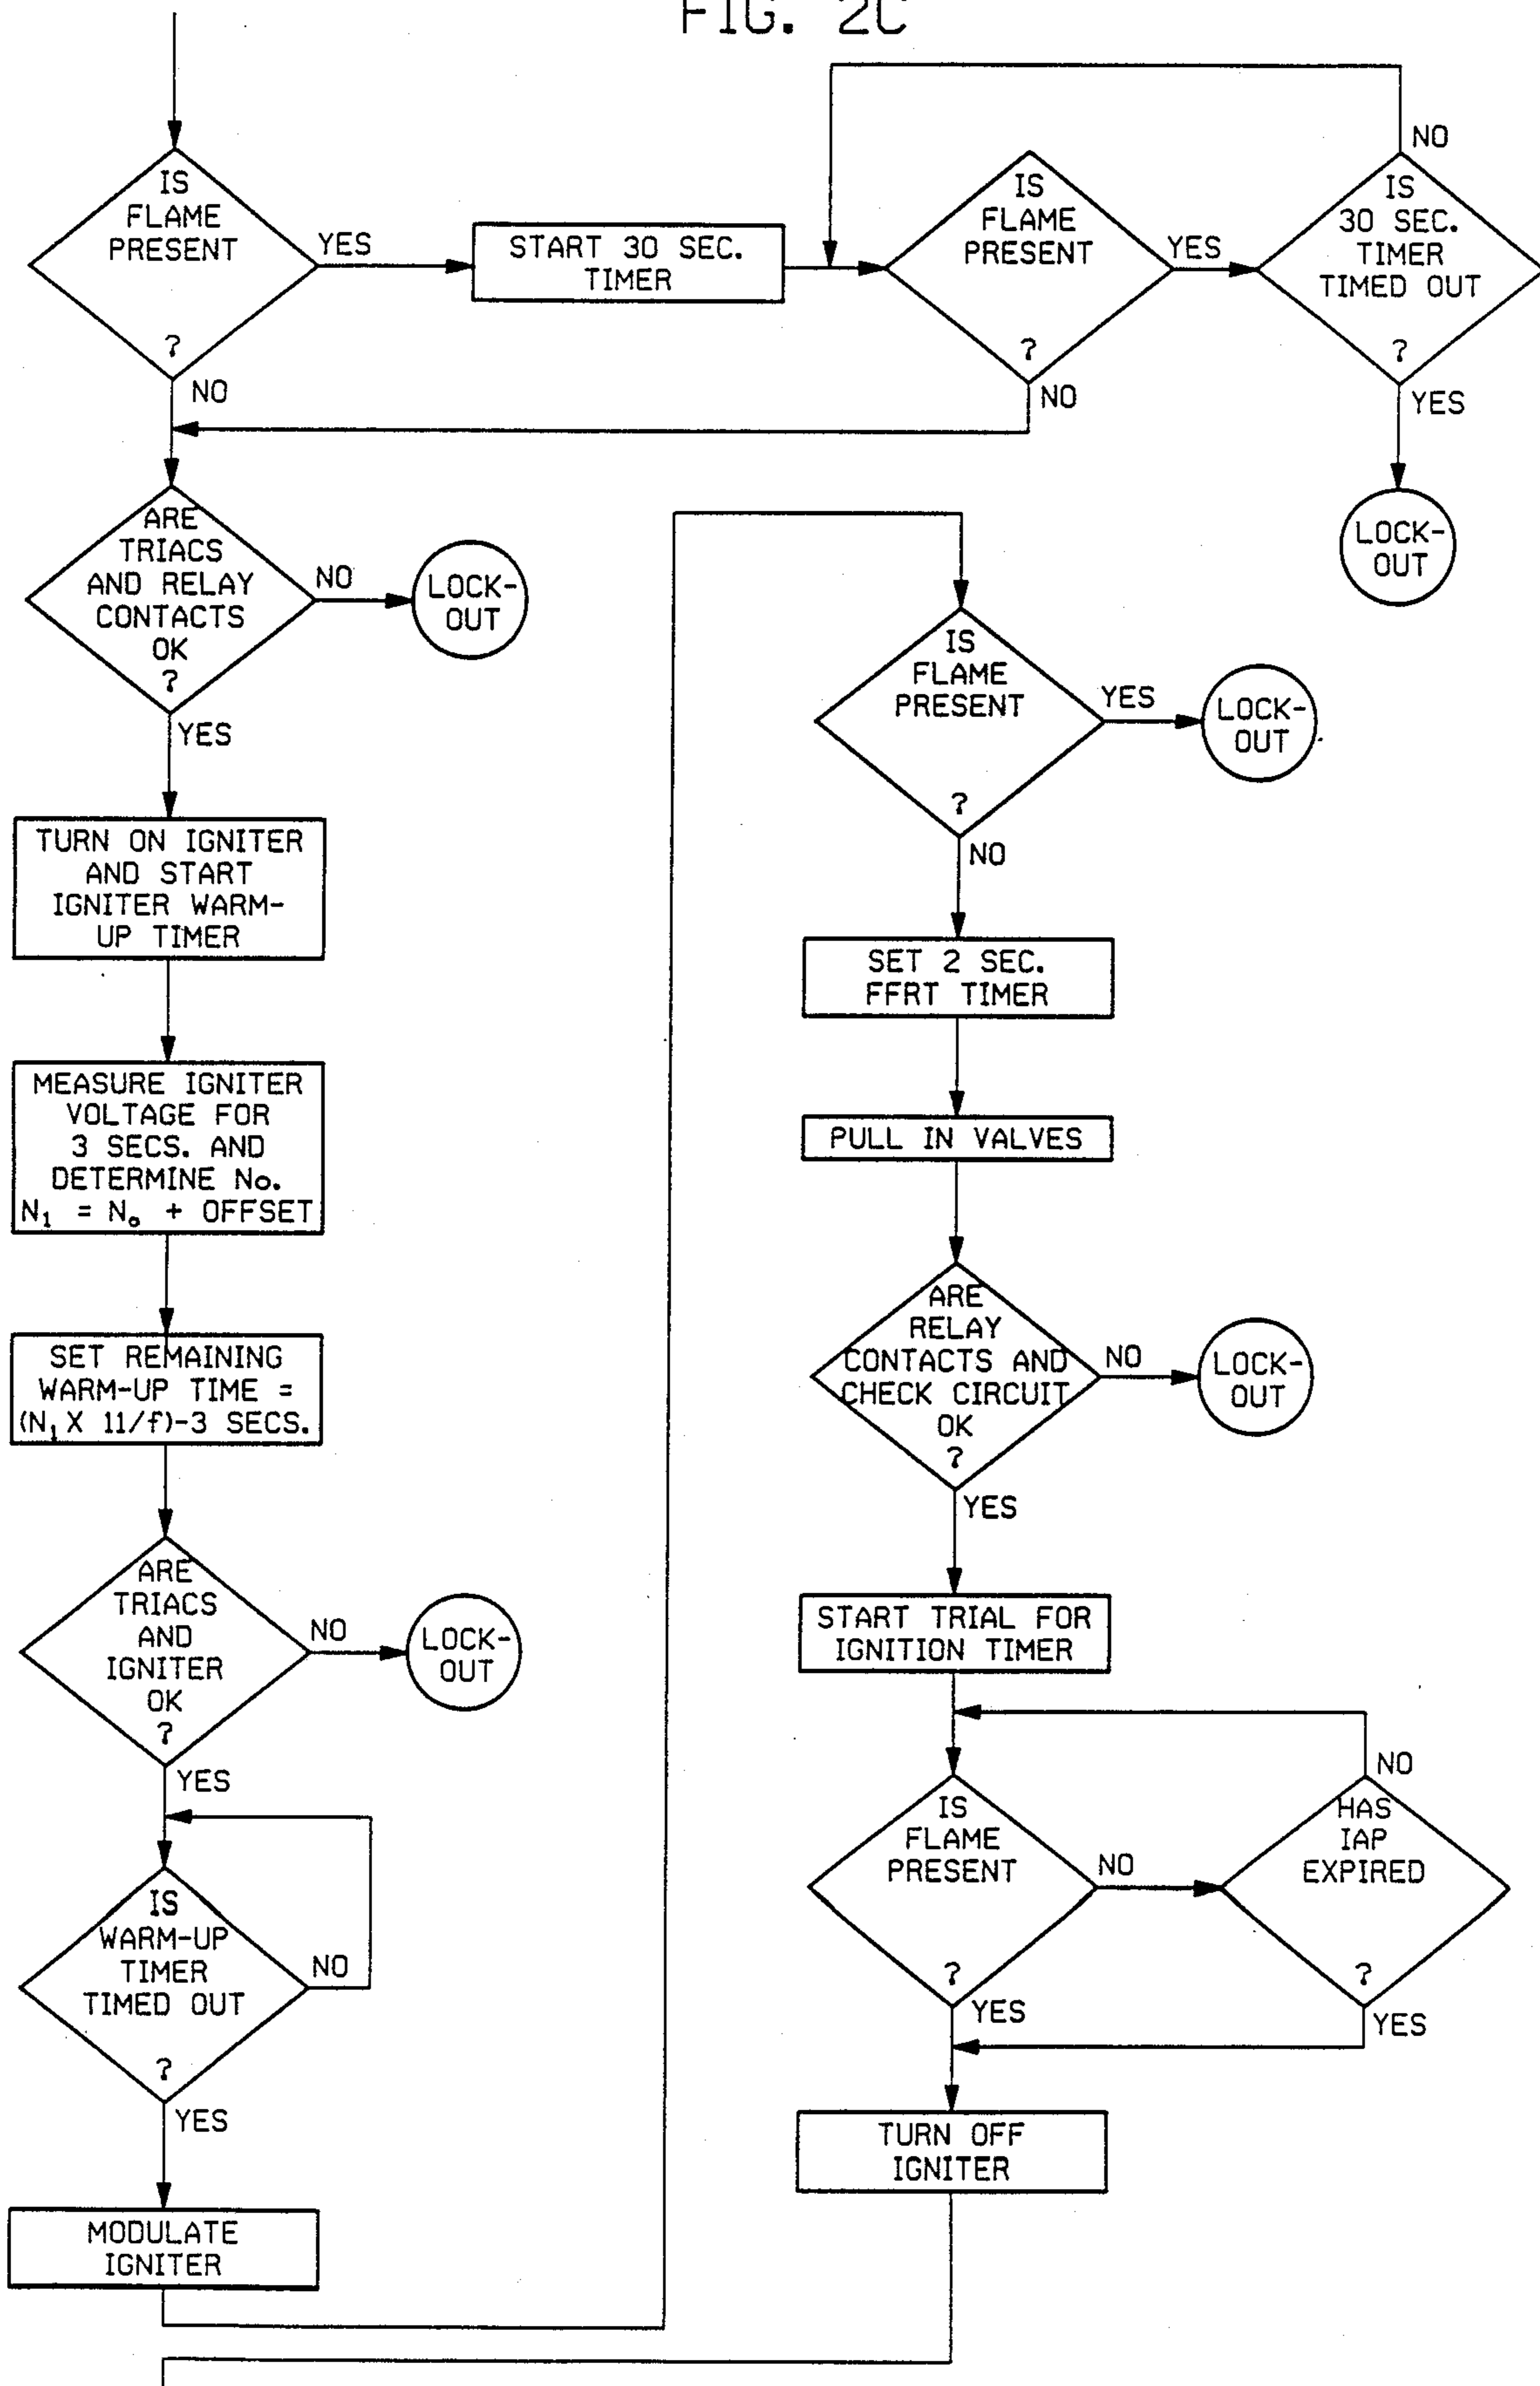 FIG. 2C
IS
FLAME
PRESENT
?
YES
NO
START 30 SEC.
TIMER
IS
FLAME
PRESENT
?
YES
NO
IS
30 SEC.
TIMER
TIMED OUT
?
NO
YES
LOCK-
OUT
ARE
TRIACS
AND RELAY
CONTACTS
OK
?
NO
LOCK-
OUT
YES
TURN ON IGNITER
AND START
IGNITER WARM-
UP TIMER
MEASURE IGNITER
VOLTAGE FOR
3 SECS. AND
DETERMINE No.
N₁ = Nₒ + OFFSET
SET REMAINING
WARM-UP TIME =
(N₁ X 11/f)-3 SECS.
ARE
TRIACS
AND
IGNITER
OK
?
NO
LOCK-
OUT
YES
IS
WARM-UP
TIMER
TIMED OUT
?
NO
YES
MODULATE
IGNITER
IS
FLAME
PRESENT
?
YES
LOCK-
OUT
NO
SET 2 SEC.
FFRT TIMER
PULL IN VALVES
ARE
RELAY
CONTACTS AND
CHECK CIRCUIT
OK
?
NO
LOCK-
OUT
YES
START TRIAL FOR
IGNITION TIMER
IS
FLAME
PRESENT
?
NO
YES
HAS
IAP
EXPIRED
?
NO
YES
TURN OFF
IGNITER